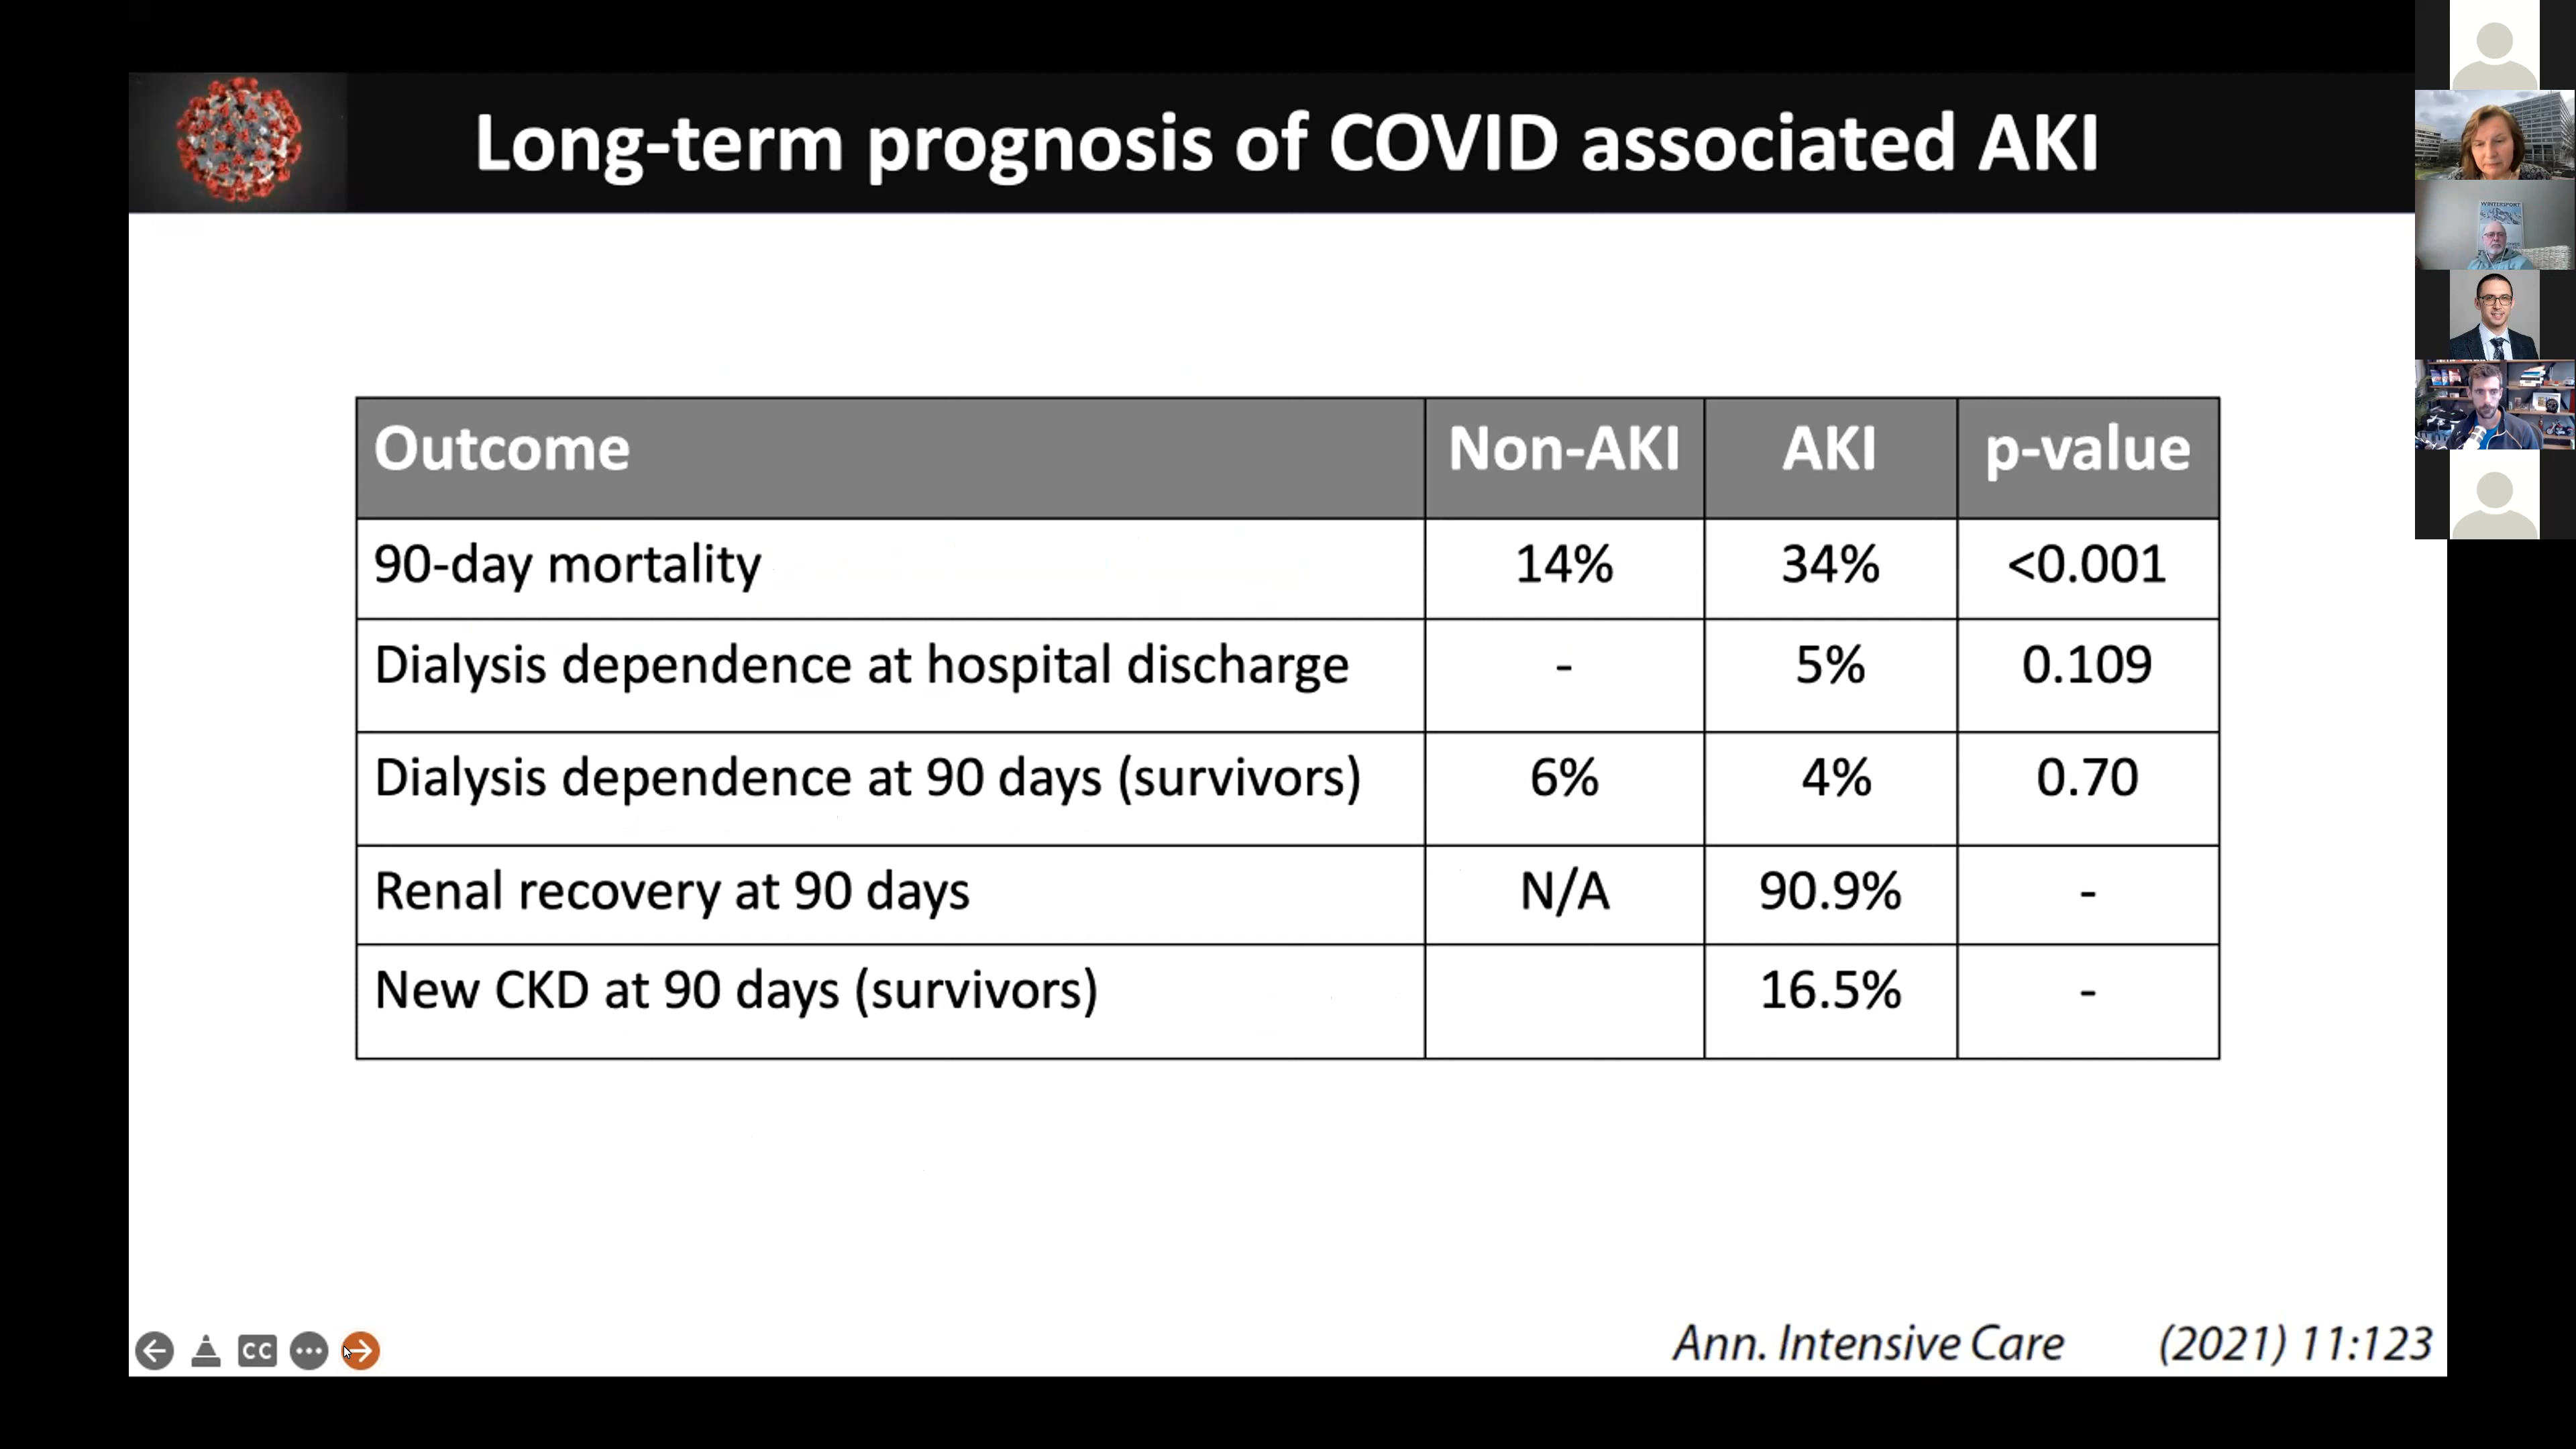 Long-term prognosis of COVID associated AKI
Outcome Non-AKI AKI p-value
90-day mortality 14% 34% <0.001
Dialysis dependence at hospital discharge - 5% 0.109
Dialysis dependence at 90 days (survivors) 6% 4% 0.70
Renal recovery at 90 days N/A 90.9% -
New CKD at 90 days (survivors) 16.5% -
CC
Ann. Intensive Care (2021) 11:123
WINTERSPORT